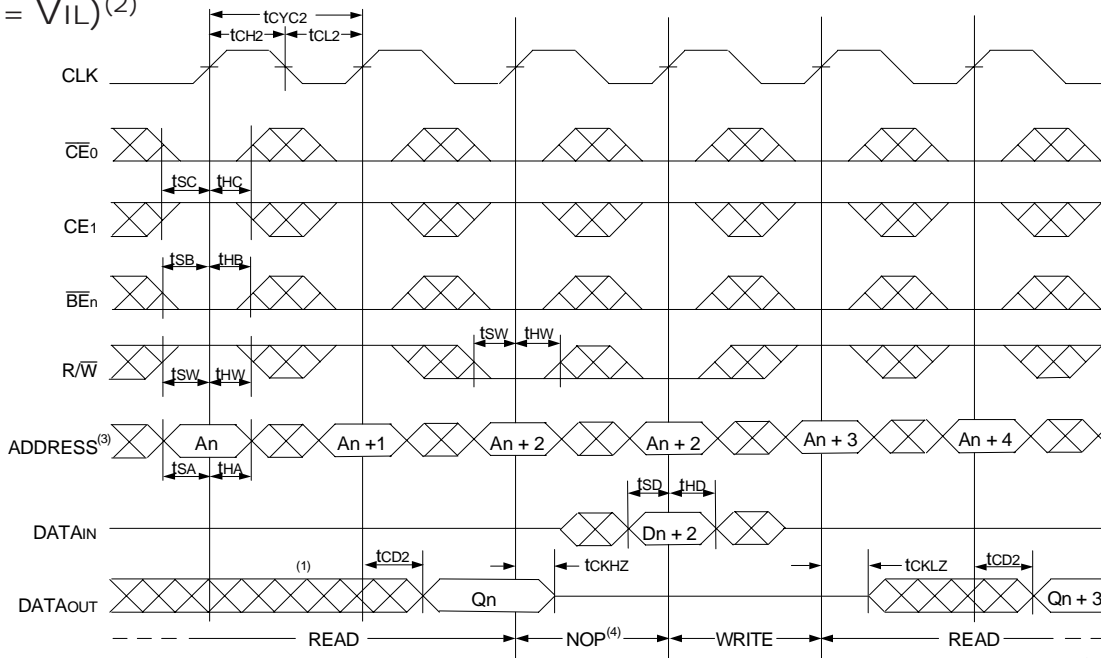 = VIL)(2)
tCYC2
tCH2 tCL2
CLK
CE0
tSC tHC
CE1
tSB tHB
BEn
tSW tHW
R/W
tSW tHW
ADDRESS(3) An An +1 An + 2 An + 2 An + 3 An + 4
tSA tHA
tSD tHD
DATAIN Dn + 2
(1) tCD2 tCKHZ tCKLZ tCD2
DATAOUT Qn Qn + 3
READ NOP(4) WRITE READ